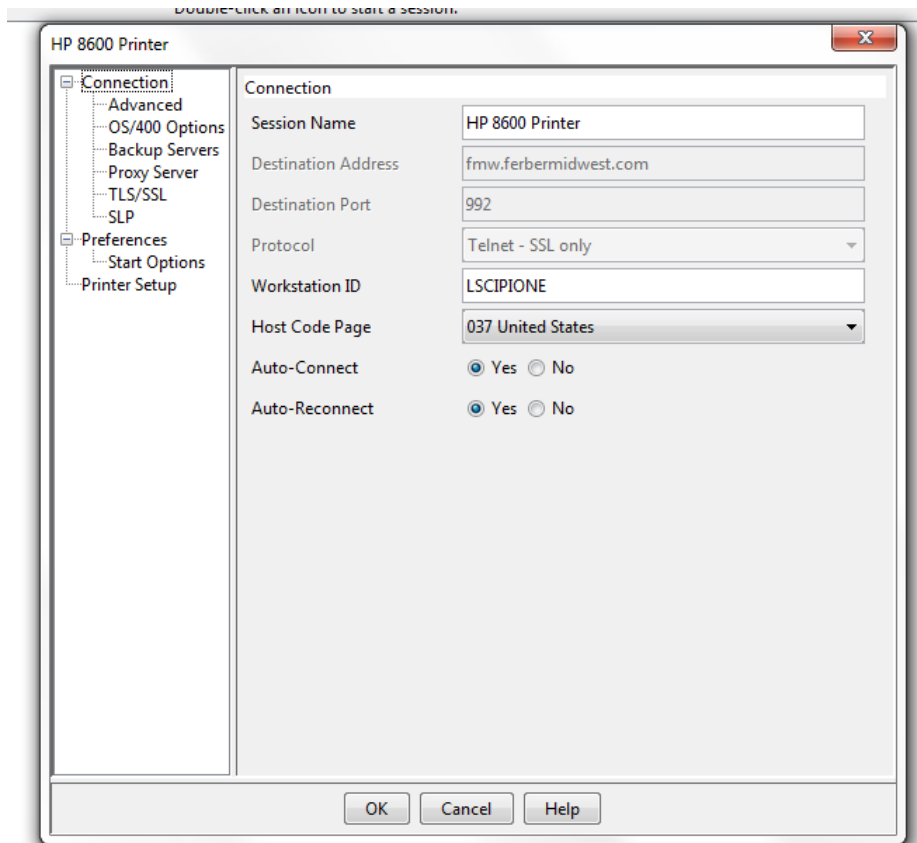 Double-click an icon to start a session.
HP 8600 Printer
Connection
Advanced
OS/400 Options
Backup Servers
Proxy Server
TLS/SSL
SLP
Preferences
Start Options
Printer Setup
Connection
Session Name HP 8600 Printer
Destination Address fmw.ferbermidwest.com
Destination Port 992
Protocol Telnet - SSL only
Workstation ID LSCIPIONE
Host Code Page 037 United States
Auto-Connect Yes No
Auto-Reconnect Yes No
OK Cancel Help